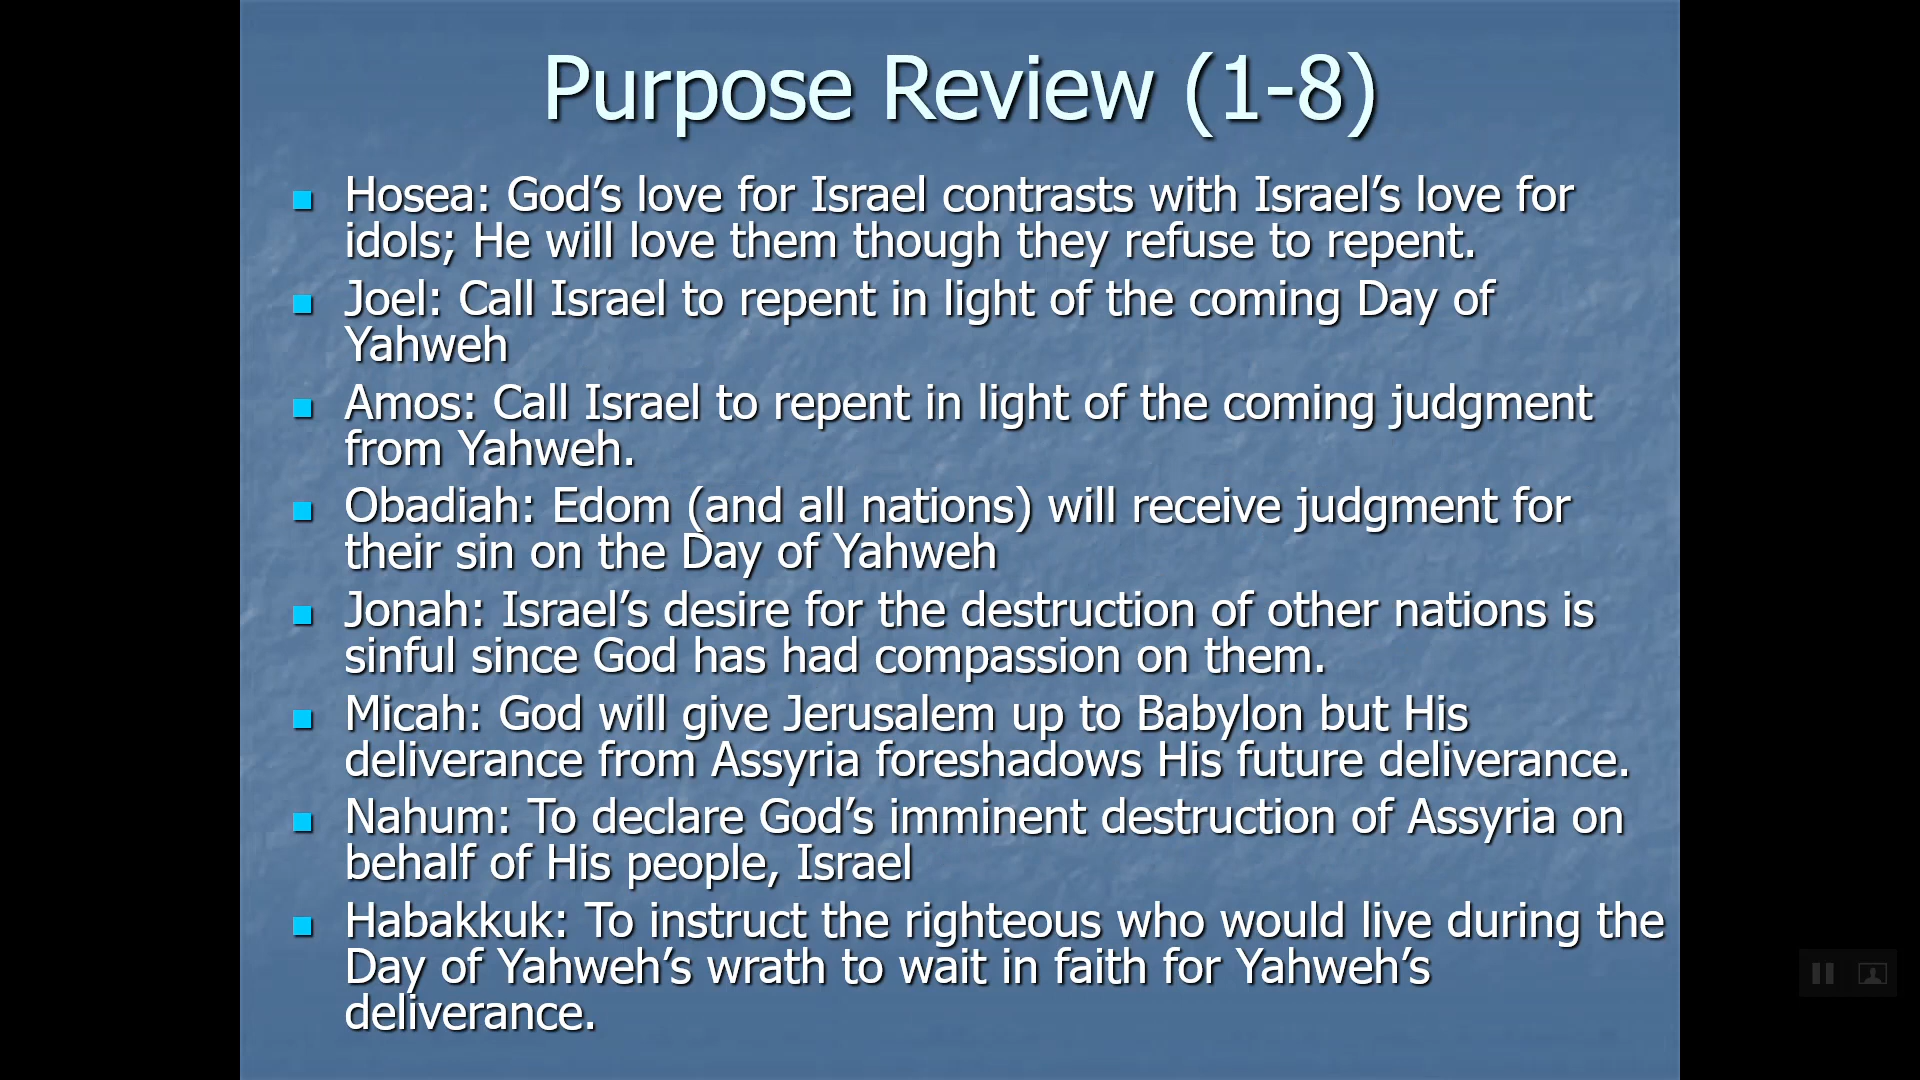 Purpose Review (1-8)
Hosea: God’s love for Israel contrasts with Israel’s love for
idols; He will love them though they refuse to repent.
Joel: Call Israel to repent in light of the coming Day of
Yahweh
Amos: Call Israel to repent in light of the coming judgment
from Yahweh.
Obadiah: Edom (and all nations) will receive judgment for
their sin on the Day of Yahweh
Jonah: Israel’s desire for the destruction of other nations is
sinful since God has had compassion on them.
Micah: God will give Jerusalem up to Babylon but His
deliverance from Assyria foreshadows His future deliverance.
Nahum: To declare God’s imminent destruction of Assyria on
behalf of His people, Israel
Habakkuk: To instruct the righteous who would live during the
Day of Yahweh’s wrath to wait in faith for Yahweh’s
deliverance.